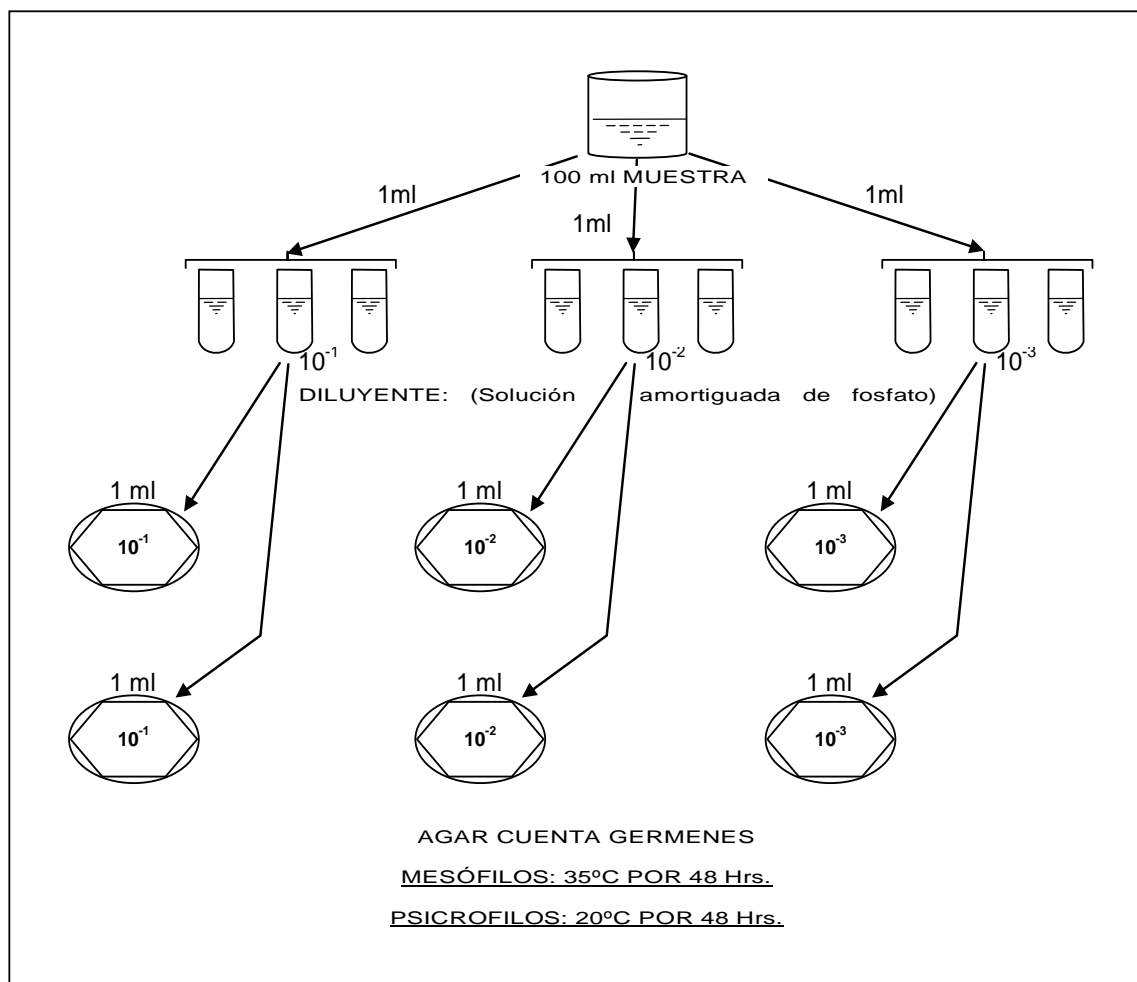 100 ml MUESTRA
1ml
1ml
1ml
10-1
10-2
10-3
DILUYENTE: (Solución amortiguada de fosfato)
1 ml
1 ml
1 ml
10-1
10-2
10-3
1 ml
1 ml
1 ml
10-1
10-2
10-3
AGAR CUENTA GERMENES
MESÓFILOS: 35ºC POR 48 Hrs.
PSICROFILOS: 20ºC POR 48 Hrs.